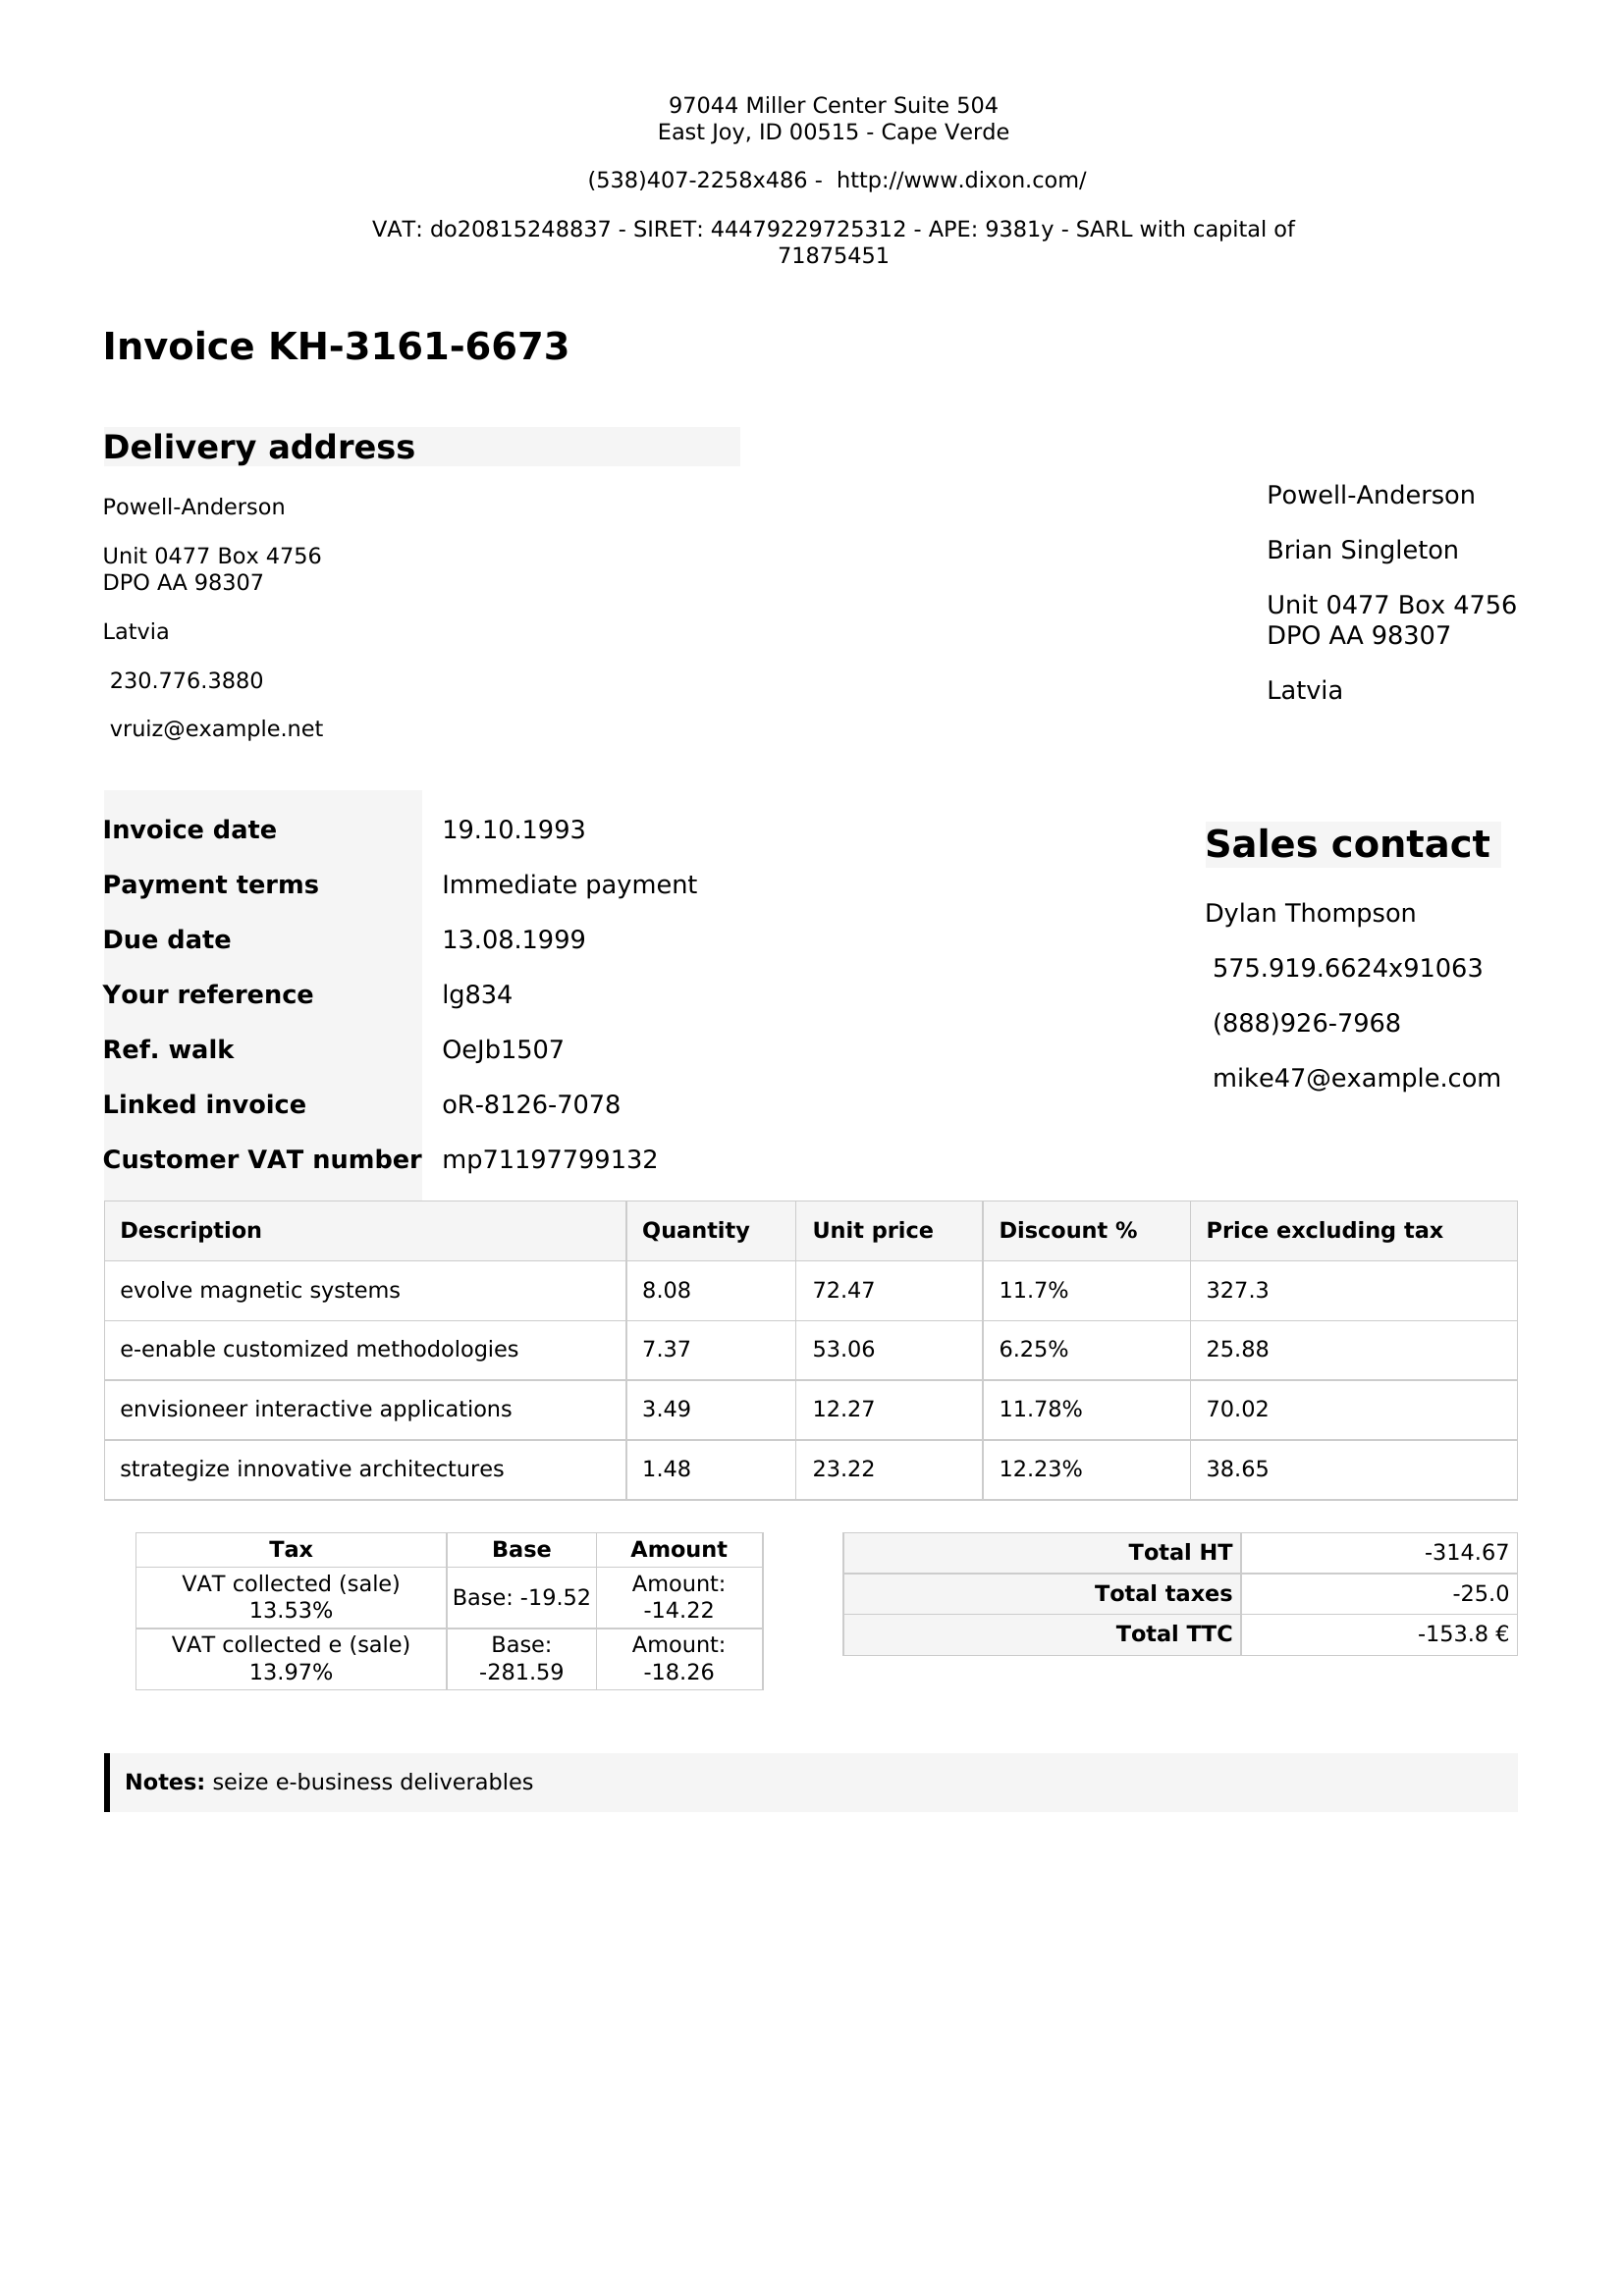 97044 Miller Center Suite 504
East Joy, ID 00515 - Cape Verde
(538)407-2258x486 - http://www.dixon.com/
VAT: do20815248837 - SIRET: 44479229725312 - APE: 9381y - SARL with capital of
71875451
Invoice KH-3161-6673
Delivery address
Powell-Anderson
Unit 0477 Box 4756
DPO AA 98307
Latvia
230.776.3880
vruiz@example.net
Powell-Anderson
Brian Singleton
Unit 0477 Box 4756
DPO AA 98307
Latvia
Invoice date 19.10.1993
Payment terms Immediate payment
Due date 13.08.1999
Your reference lg834
Ref. walk OeJb1507
Linked invoice oR-8126-7078
Customer VAT number mp71197799132
Sales contact
Dylan Thompson
575.919.6624x91063
(888)926-7968
mike47@example.com
Description Quantity Unit price Discount % Price excluding tax
evolve magnetic systems 8.08 72.47 11.7% 327.3
e-enable customized methodologies 7.37 53.06 6.25% 25.88
envisioneer interactive applications 3.49 12.27 11.78% 70.02
strategize innovative architectures 1.48 23.22 12.23% 38.65
Tax Base Amount
VAT collected (sale)
13.53%
Base: -19.52
Amount:
-14.22
VAT collected e (sale)
13.97%
Base:
-281.59
Amount:
-18.26
Total HT -314.67
Total taxes -25.0
Total TTC -153.8 €
Notes: seize e-business deliverables